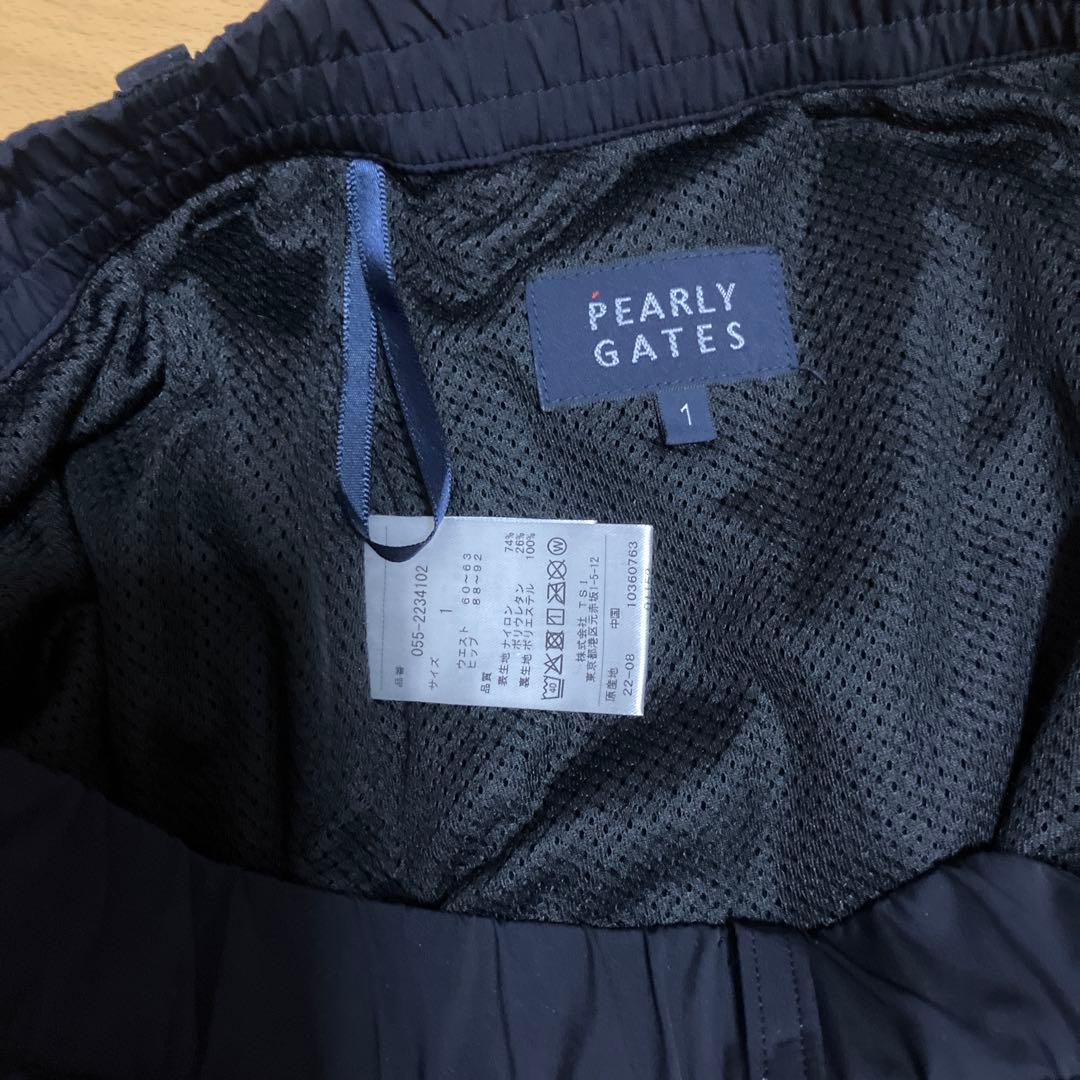 PEARLY
GATES
1
品番
055-2234102
サイズ
1
ウエスト 60~63
ヒップ 88~92
品質
表生地 ナイロン 74%
ポリウレタン 26%
裏生地 ポリエステル 100%
40
W
株式会社 TSI
東京都港区元赤坂1-5-12
原産地 中国
22-08 10360763